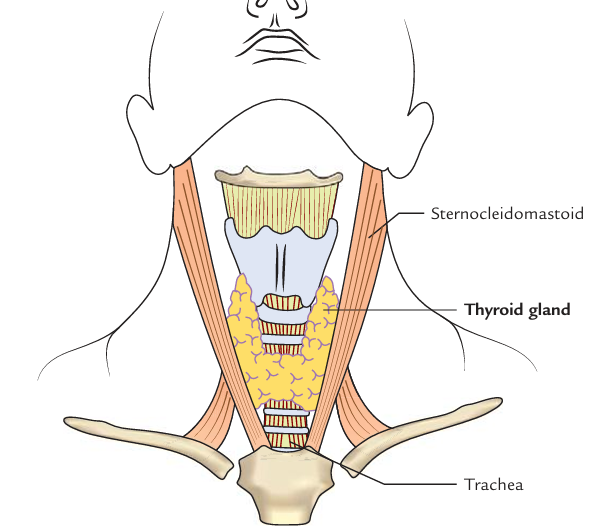 Sternocleidomastoid
Thyroid gland
Trachea